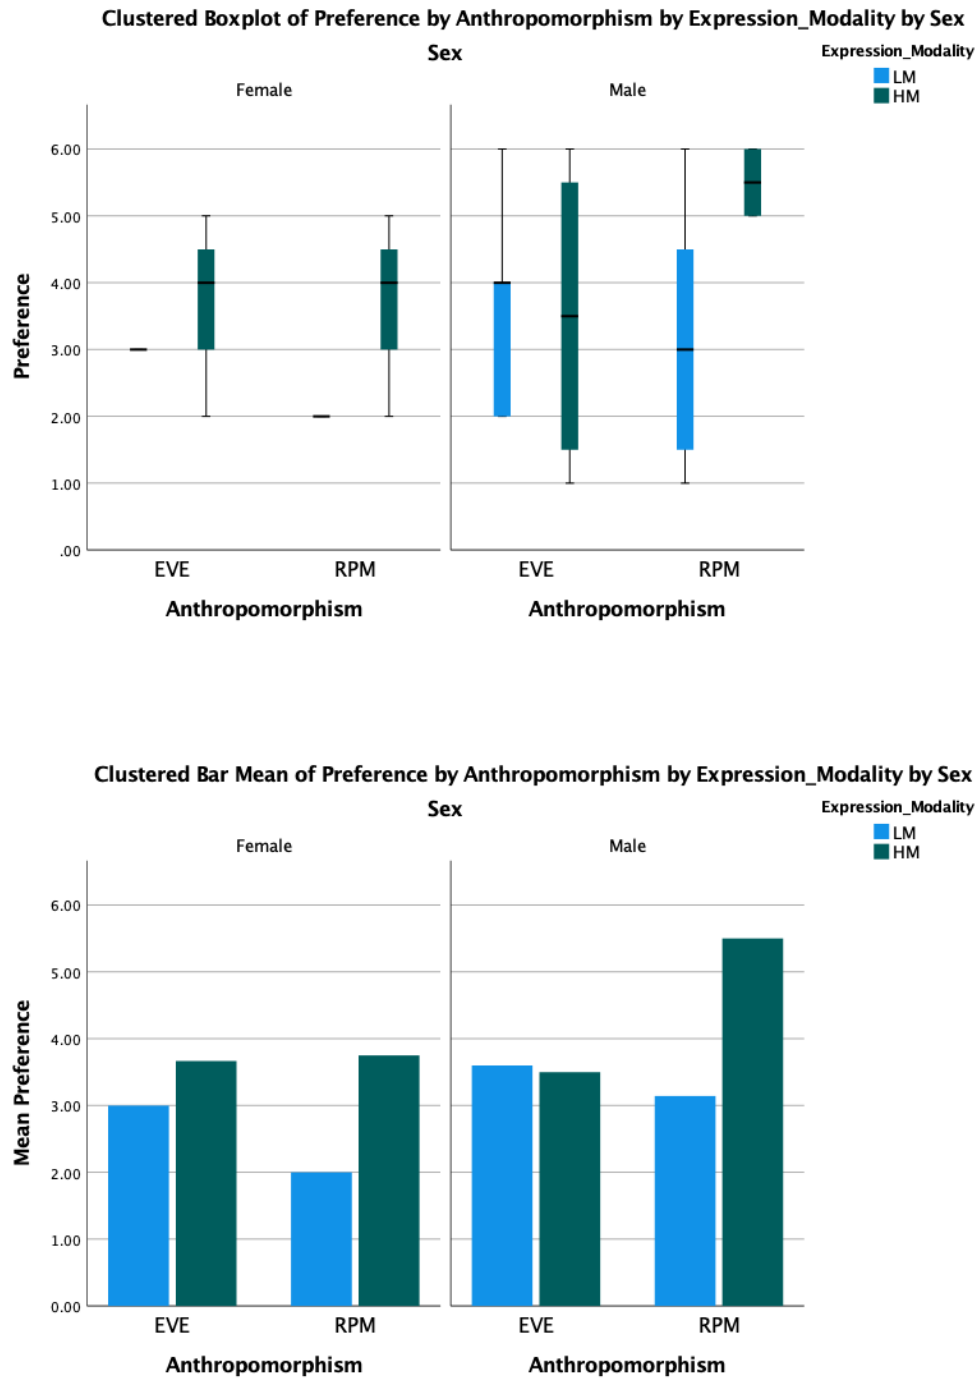 Clustered Boxplot of Preference by Anthropomorphism by Expression_Modality by Sex
Sex
Expression_Modality
LM
HM
Female
Male
6.00
5.00
4.00
3.00
2.00
1.00
.00
Preference
EVE
RPM
EVE
RPM
Anthropomorphism
Anthropomorphism
Clustered Bar Mean of Preference by Anthropomorphism by Expression_Modality by Sex
Sex
Expression_Modality
LM
HM
Female
Male
6.00
5.00
4.00
3.00
2.00
1.00
0.00
Mean Preference
EVE
RPM
EVE
RPM
Anthropomorphism
Anthropomorphism